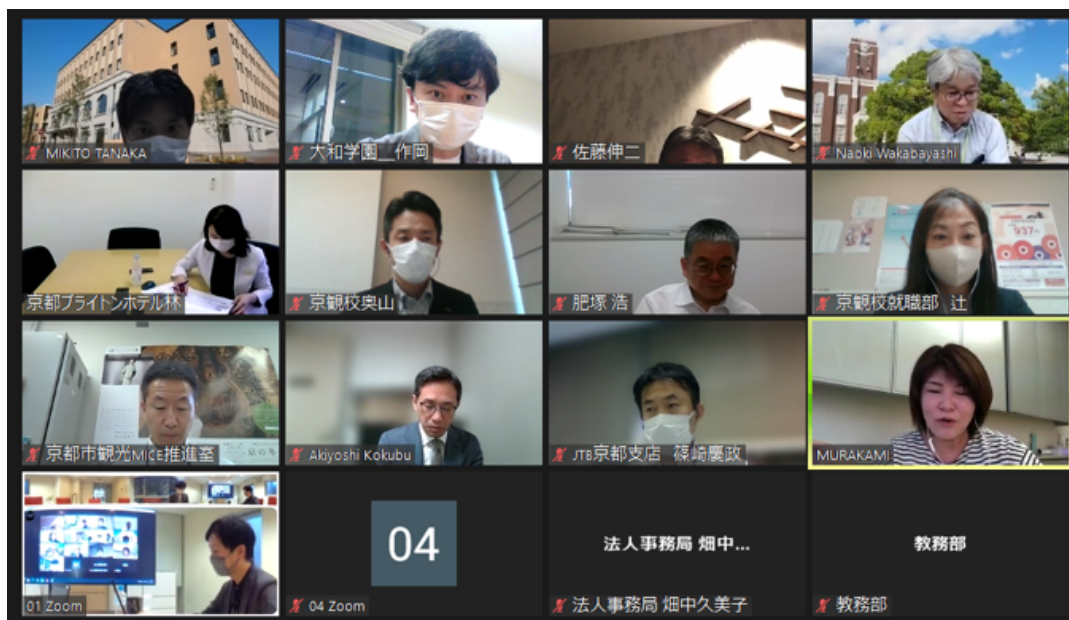 MIKITO TANAKA
大和学園__作岡
佐藤伸二
Naoki Wakabayashi
京都ブライトンホテル林
京観校奥山
肥塚 浩
937
京観校就職部 辻
京都市観光MICE推進室
Akiyoshi Kokubu
JTB京都支店 篠崎慶政
MURAKAMI
01 Zoom
04
04 Zoom
法人事務局 畑中...
法人事務局 畑中久美子
教務部
教務部